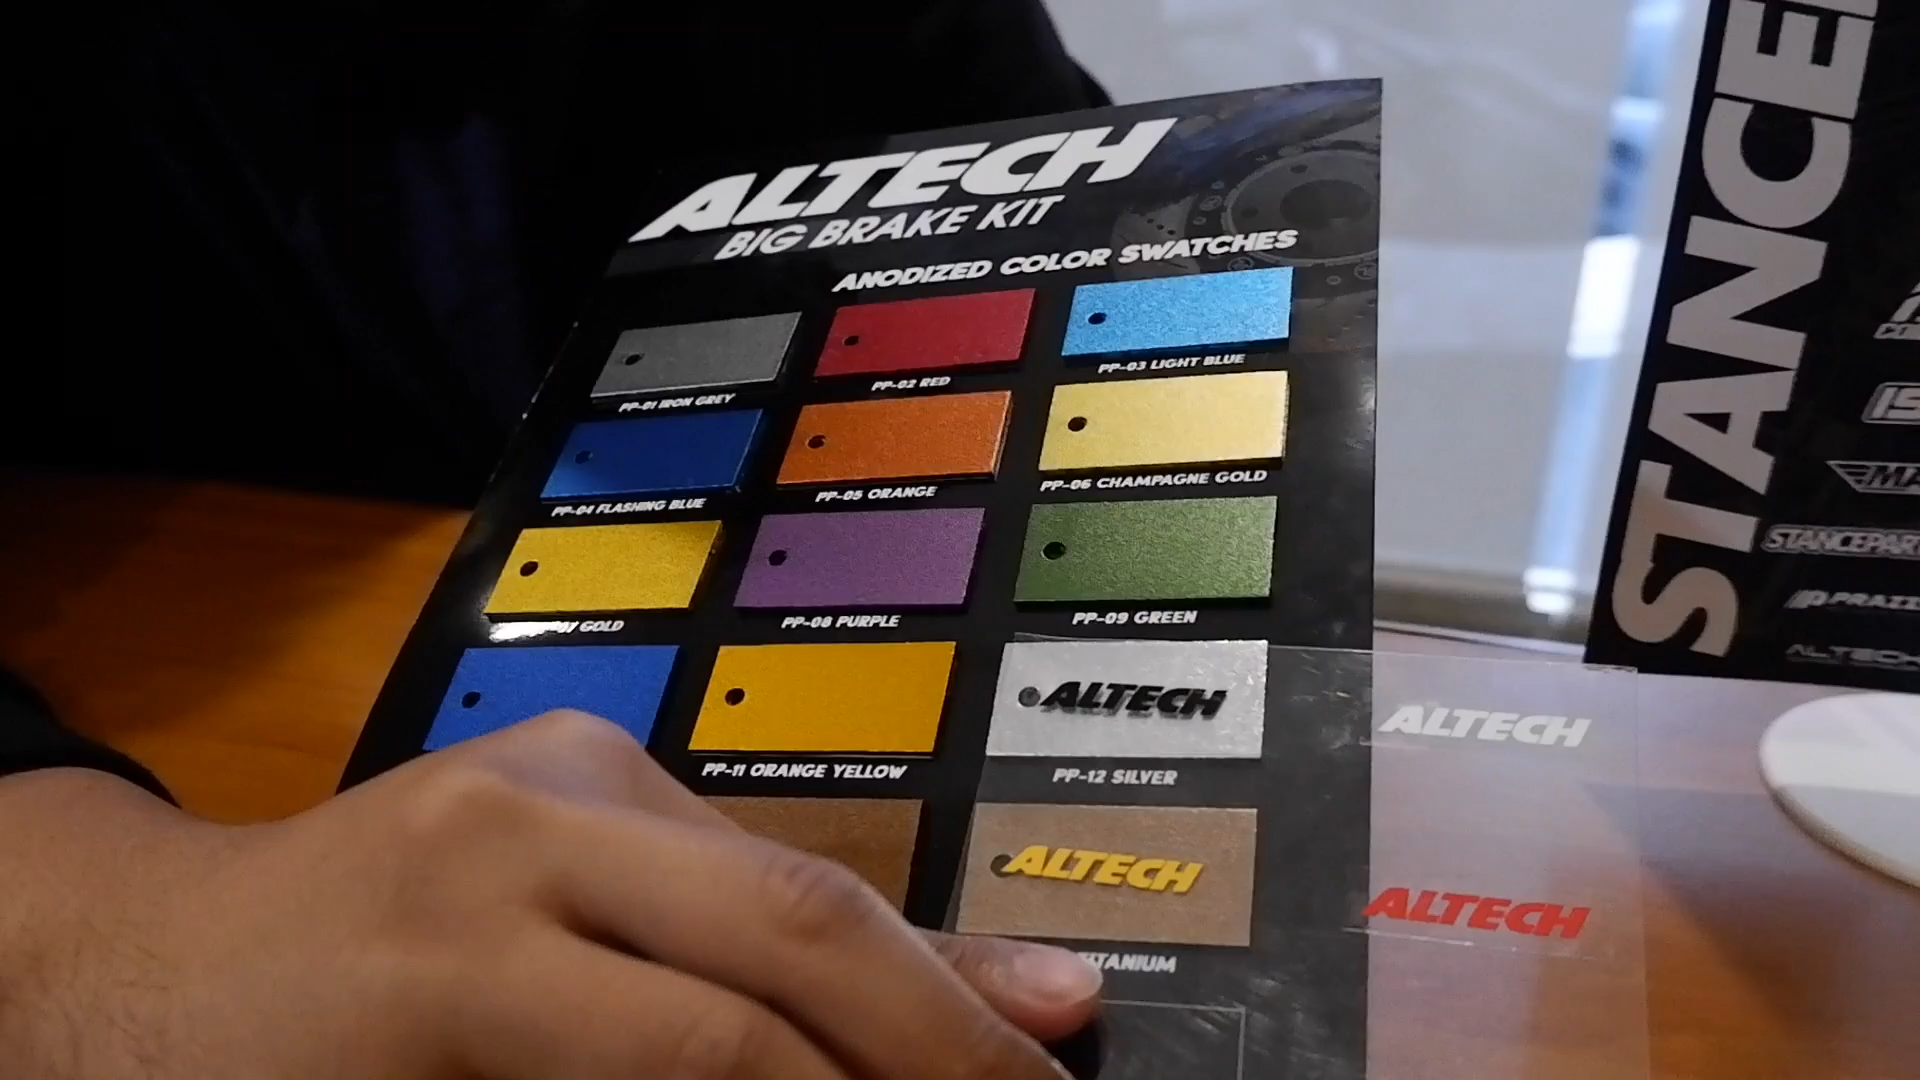 ALTECH
BIG BRAKE KIT
ANODIZED COLOR SWATCHES
PP-01 IRON GREY
PP-02 RED
PP-03 LIGHT BLUE
PP-04 FLASHING BLUE
PP-05 ORANGE
PP-06 CHAMPAGNE GOLD
GOLD
PP-08 PURPLE
PP-09 GREEN
PP-11 ORANGE YELLOW
ALTECH
PP-12 SILVER
ALTECH
ALTECH
ALTECH
STANCE
STANCEPART
PRAZZ
ALTECH